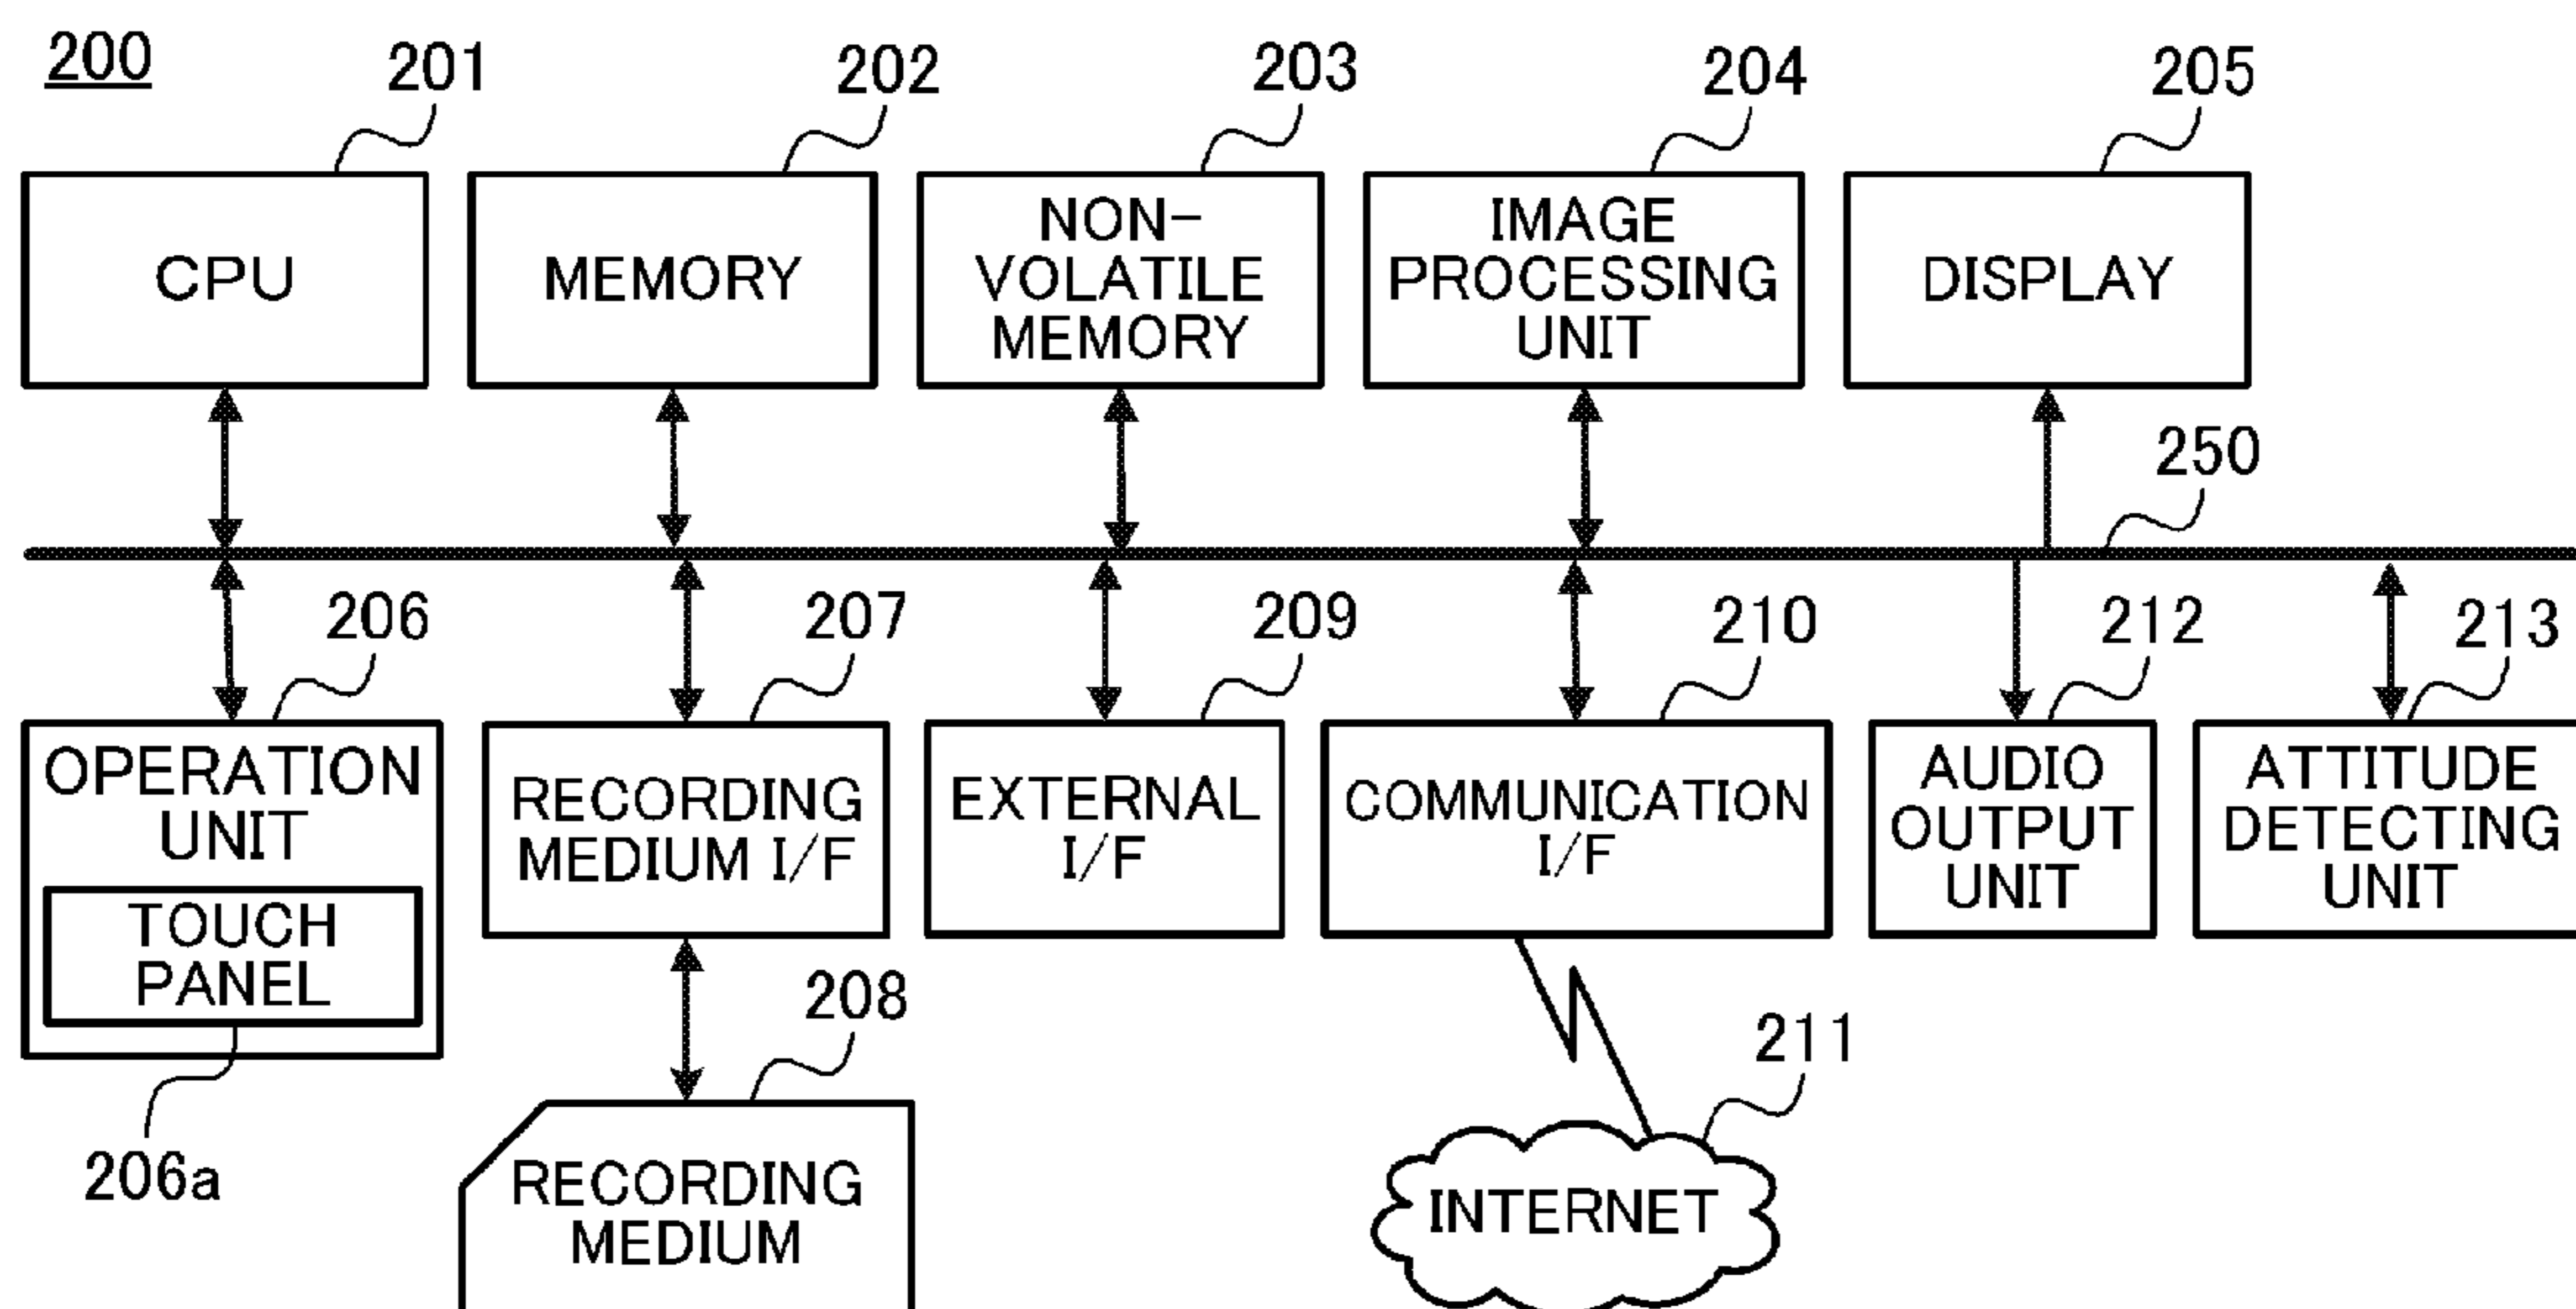 200
201
202
203
204
205
CPU
MEMORY
NON-
VOLATILE
MEMORY
IMAGE
PROCESSING
UNIT
DISPLAY
250
206
207
209
210
212
213
OPERATION
UNIT
TOUCH
PANEL
206a
RECORDING
MEDIUM I/F
EXTERNAL
I/F
COMMUNICATION
I/F
AUDIO
OUTPUT
UNIT
ATTITUDE
DETECTING
UNIT
208
RECORDING
MEDIUM
211
INTERNET